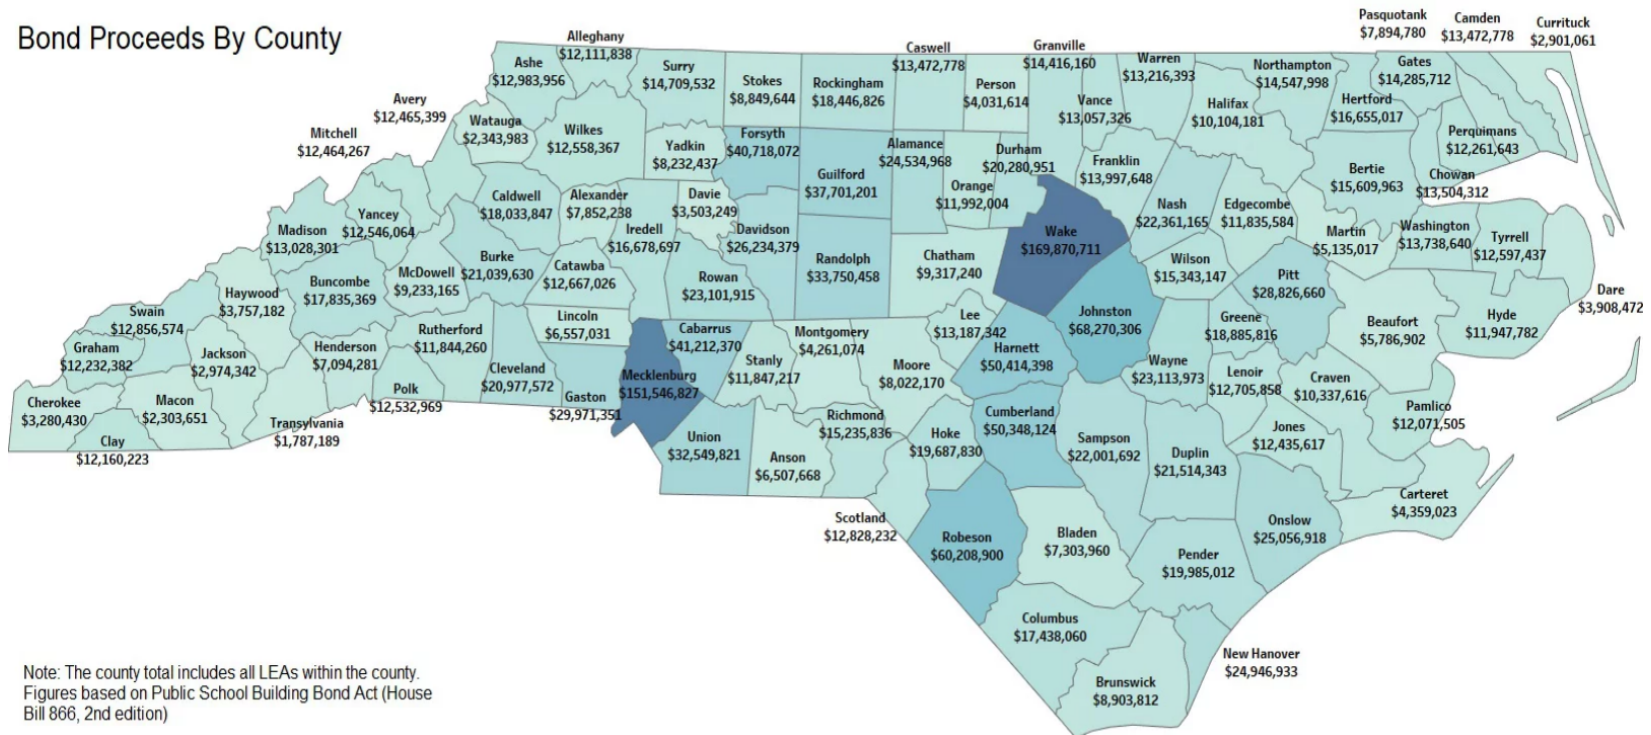 Bond Proceeds By County
Pasquotank
$7,894,780
Camden
$13,472,778
Currituck
$2,901,061
Alleghany
$12,111,838
Ashe
$12,983,956
Surry
$14,709,532
Stokes
$8,849,644
Rockingham
$18,446,826
Caswell
$13,472,778
Person
$4,031,614
Granville
$14,416,160
Vance
$13,057,326
Warren
$13,216,393
Northampton
$14,547,998
Halifax
$10,104,181
Gates
$14,285,712
Hertford
$16,655,017
Perquimans
$12,261,643
Avery
$12,465,399
Mitchell
$12,464,267
Watauga
$2,343,983
Wilkes
$12,558,367
Yadkin
$8,232,437
Forsyth
$40,718,072
Guilford
$37,701,201
Alamance
$24,534,968
Orange
$11,992,004
Durham
$20,280,951
Franklin
$13,997,648
Nash
$22,361,165
Edgecombe
$11,835,584
Bertie
$15,609,963
Chowan
$13,504,312
Martin
$5,135,017
Washington
$13,738,640
Tyrrell
$12,597,437
Dare
$3,908,472
Madison
$13,028,301
Yancey
$12,546,064
Caldwell
$18,033,847
Alexander
$7,852,238
Davie
$3,503,249
Iredell
$16,678,697
Davidson
$26,234,379
Randolph
$33,750,458
Chatham
$9,317,240
Wake
$169,870,711
Wilson
$15,343,147
Pitt
$28,826,660
Beaufort
$5,786,902
Hyde
$11,947,782
Swain
$12,856,574
Haywood
$3,757,182
Buncombe
$17,835,369
McDowell
$9,233,165
Burke
$21,039,630
Catawba
$12,667,026
Rowan
$23,101,915
Lincoln
$6,557,031
Cabarrus
$41,212,370
Stanly
$11,847,217
Montgomery
$4,261,074
Moore
$8,022,170
Lee
$13,187,342
Harnett
$50,414,398
Johnston
$68,270,306
Wayne
$23,113,973
Greene
$18,885,816
Lenoir
$12,705,858
Craven
$10,337,616
Pamlico
$12,071,505
Graham
$12,232,382
Jackson
$2,974,342
Henderson
$7,094,281
Rutherford
$11,844,260
Polk
$12,532,969
Cleveland
$20,977,572
Gaston
$29,971,351
Mecklenburg
$151,546,827
Cherokee
$3,280,430
Clay
$12,160,223
Macon
$2,303,651
Transylvania
$1,787,189
Union
$32,549,821
Anson
$6,507,668
Richmond
$15,235,836
Scotland
$12,828,232
Hoke
$19,687,830
Cumberland
$50,348,124
Sampson
$22,001,692
Duplin
$21,514,343
Jones
$12,435,617
Carteret
$4,359,023
Onslow
$25,056,918
Robeson
$60,208,900
Bladen
$7,303,960
Pender
$19,985,012
Columbus
$17,438,060
New Hanover
$24,946,933
Brunswick
$8,903,812
Note: The county total includes all LEAs within the county.
Figures based on Public School Building Bond Act (House
Bill 866, 2nd edition)